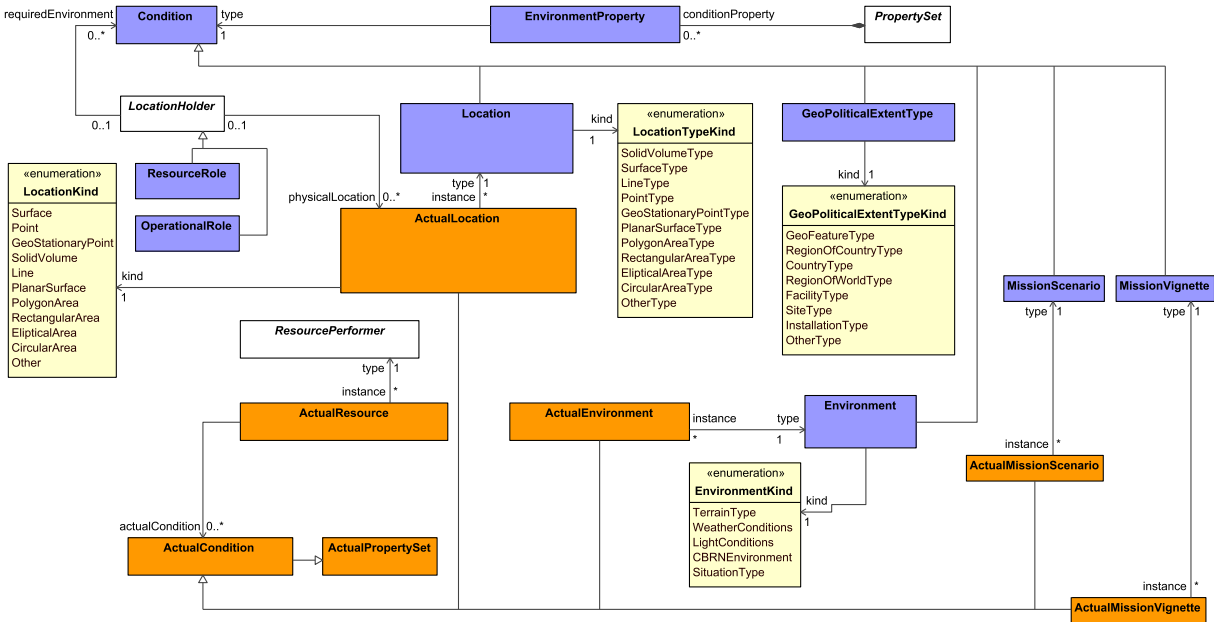 requiredEnvironment
Condition
type
EnvironmentProperty
conditionProperty
PropertySet
0..*
1
0..*
LocationHolder
0..1
0..1
Location
kind
1
«enumeration»
LocationTypeKind
SolidVolumeType
SurfaceType
LineType
PointType
GeoStationaryPointType
PlanarSurfaceType
PolygonAreaType
RectangularAreaType
ElipticalAreaType
CircularAreaType
OtherType
GeoPoliticalExtentType
kind 1
«enumeration»
GeoPoliticalExtentTypeKind
GeoFeatureType
RegionOfCountryType
CountryType
RegionOfWorldType
FacilityType
SiteType
InstallationType
OtherType
«enumeration»
LocationKind
Surface
Point
GeoStationaryPoint
SolidVolume
Line
PlanarSurface
PolygonArea
RectangularArea
ElipticalArea
CircularArea
Other
ResourceRole
OperationalRole
type 1
instance *
physicalLocation 0..*
ActualLocation
kind
1
MissionScenario
MissionVignette
type 1
type 1
ResourcePerformer
type 1
instance *
ActualResource
ActualEnvironment
instance
*
type
1
Environment
«enumeration»
EnvironmentKind
TerrainType
WeatherConditions
LightConditions
CBRNEnvironment
SituationType
kind
1
instance *
ActualMissionScenario
actualCondition 0..*
ActualCondition
ActualPropertySet
instance *
ActualMissionVignette